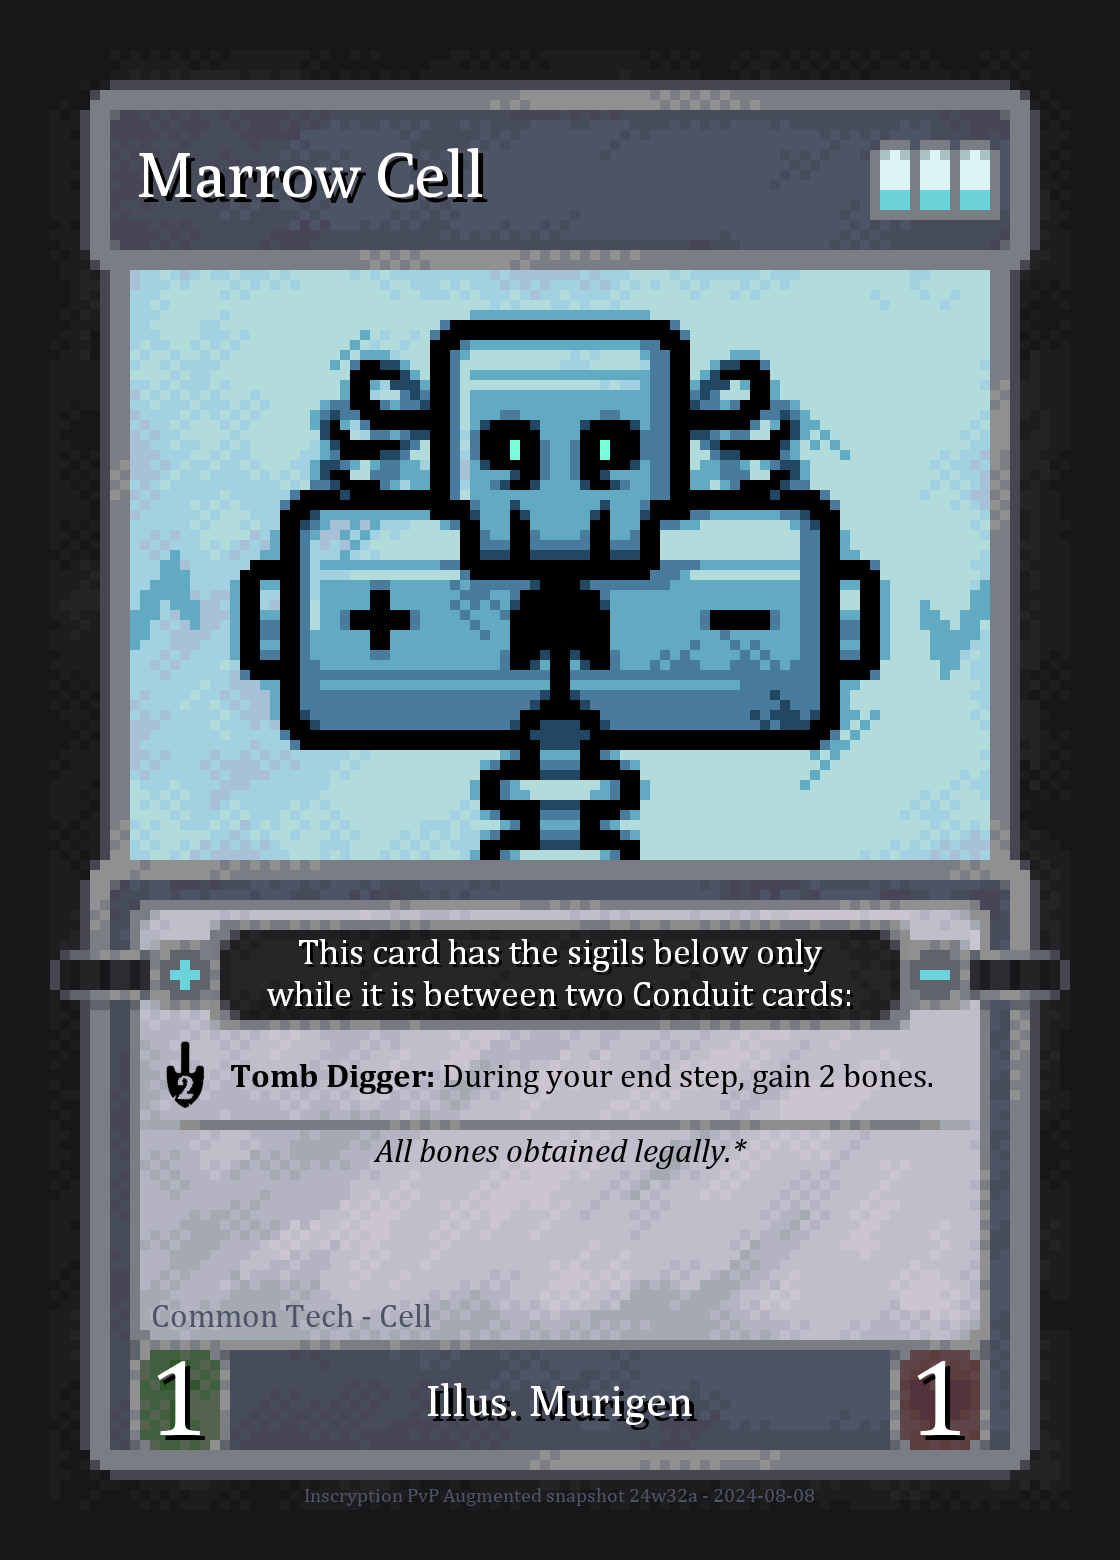 Marrow Cell
+ -
This card has the sigils below only
while it is between two Conduit cards:
+ -
2 Tomb Digger: During your end step, gain 2 bones.
All bones obtained legally.*
Common Tech - Cell
1 Illus. Murigen 1
Inscryption PvP Augmented snapshot 24w32a - 2024-08-08